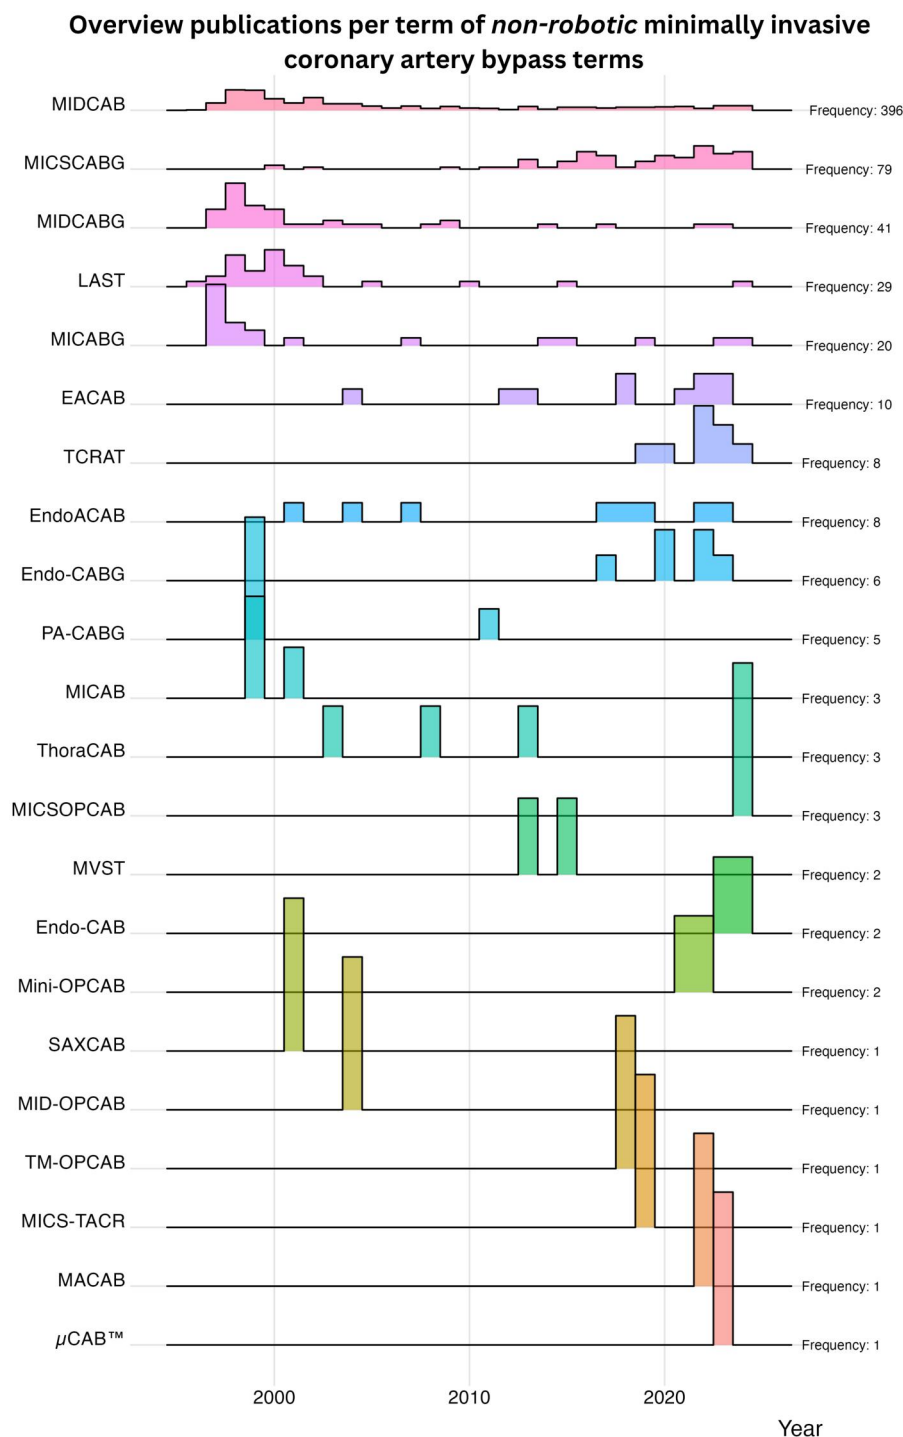 Overview publications per term of non-robotic minimally invasive
coronary artery bypass terms
MIDCAB Frequency: 396
MICSCABG Frequency: 79
MIDCABG Frequency: 41
LAST Frequency: 29
MICABG Frequency: 20
EACAB Frequency: 10
TCRAT Frequency: 8
EndoACAB Frequency: 8
Endo-CABG Frequency: 6
PA-CABG Frequency: 5
MICAB Frequency: 3
ThoraCAB Frequency: 3
MICSOPCAB Frequency: 3
MVST Frequency: 2
Endo-CAB Frequency: 2
Mini-OPCAB Frequency: 2
SAXCAB Frequency: 1
MID-OPCAB Frequency: 1
TM-OPCAB Frequency: 1
MICS-TACR Frequency: 1
MACAB Frequency: 1
µCAB™ Frequency: 1
2000 2010 2020
Year